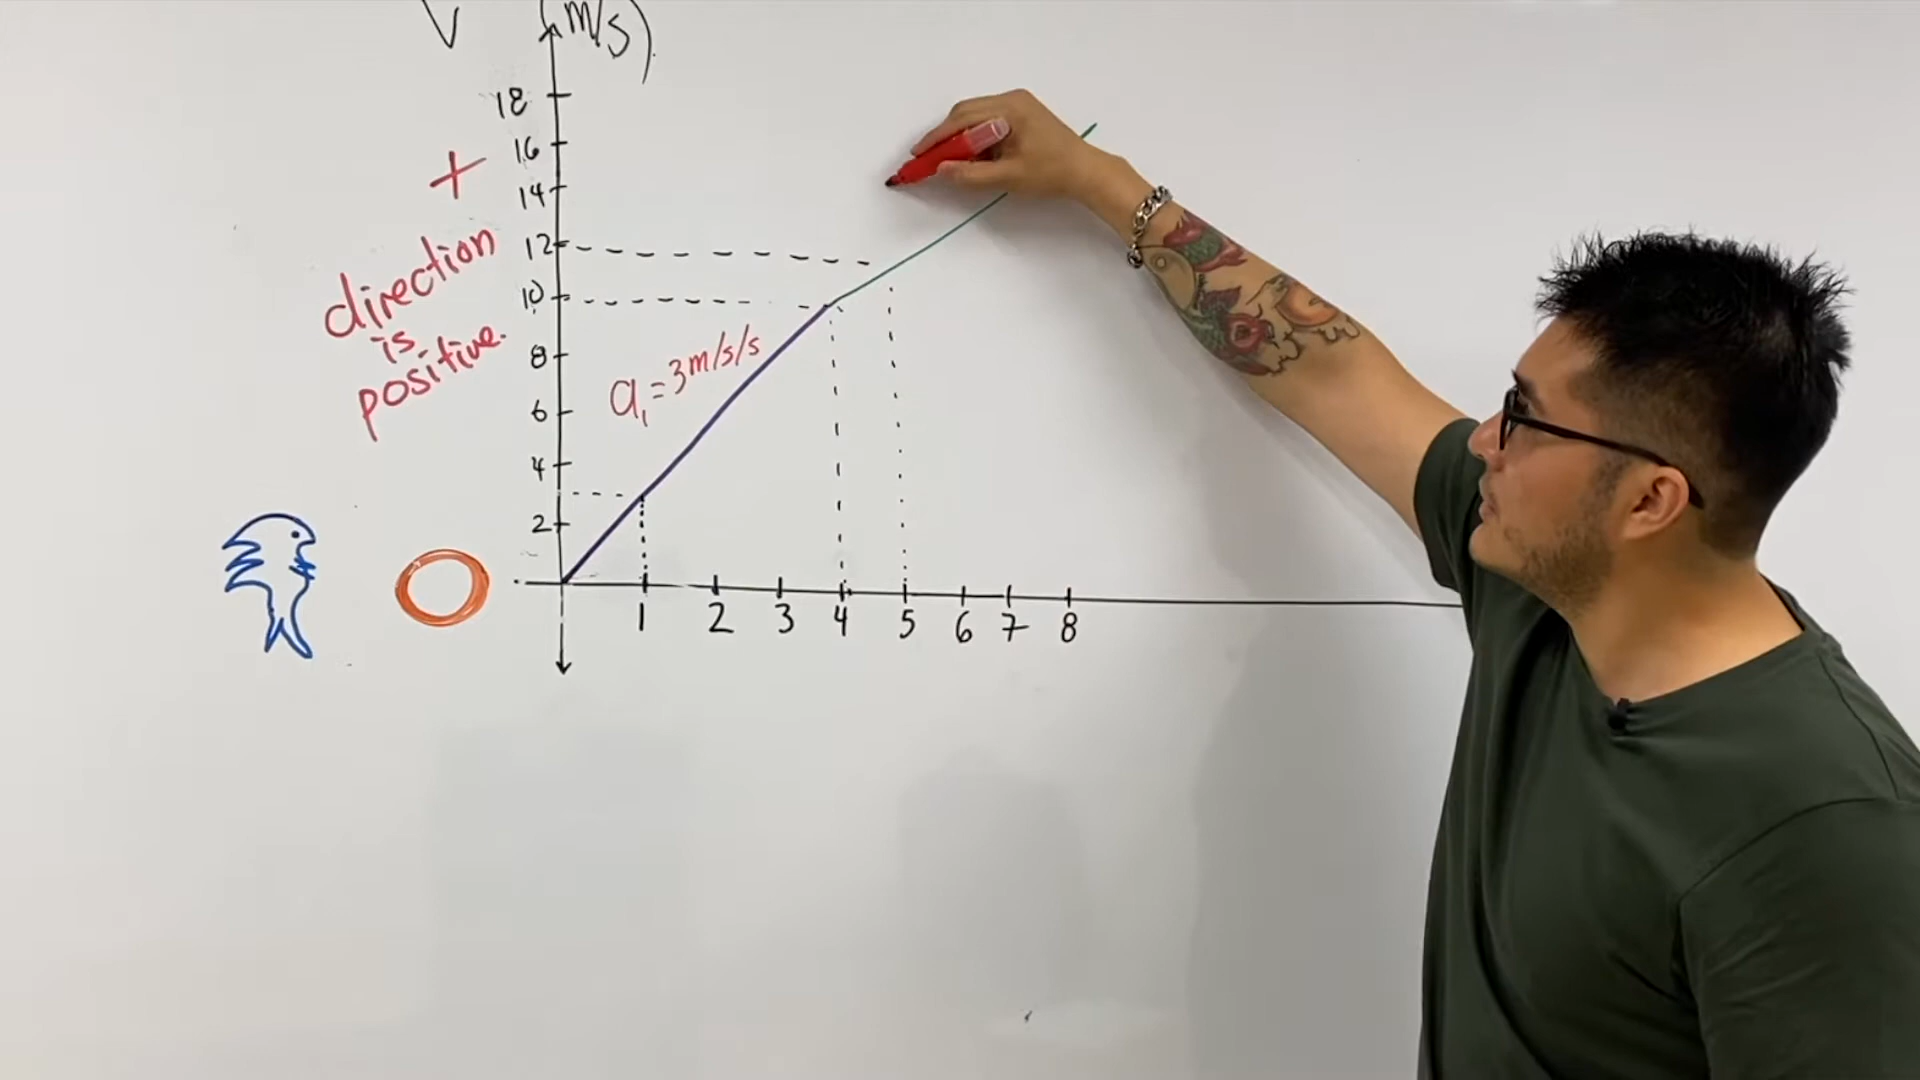 V (m/s)
18
16
+
14
12
direction
10
is
positive.
8
a₁ = 3m/s/s
6
4
2
1 2 3 4 5 6 7 8